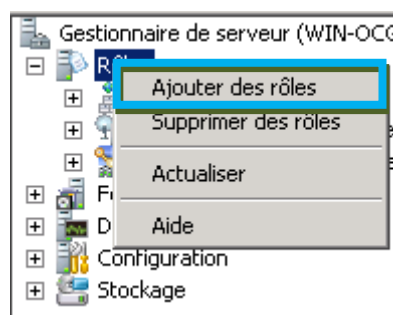 Gestionnaire de serveur (WIN-OCG
Ajouter des rôles
Supprimer des rôles
Actualiser
Aide
Configuration
Stockage